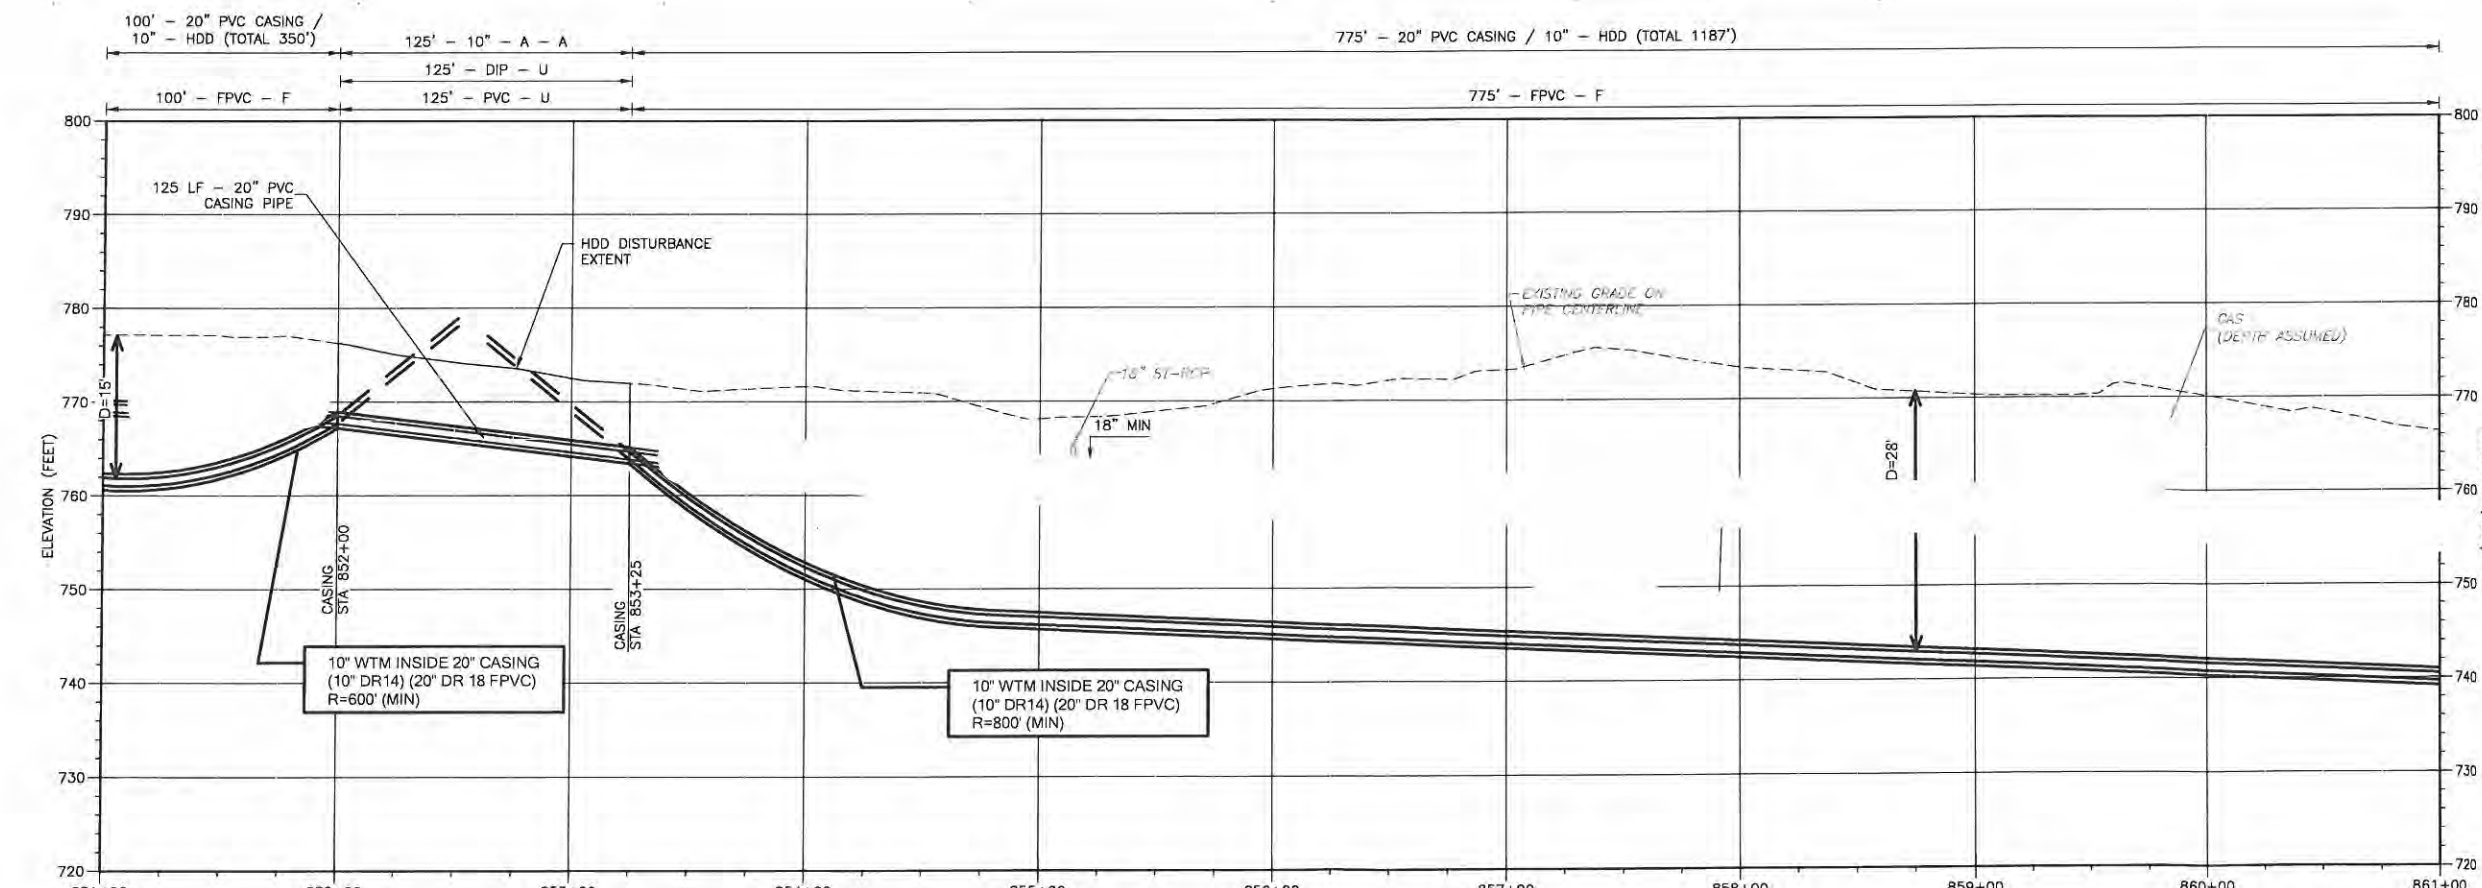 100' - 20" PVC CASING /
10" - HDD (TOTAL 350')
125' - 10" - A - A
775' - 20" PVC CASING / 10" - HDD (TOTAL 1187')
125' - DIP - U
100' - FPVC - F
125' - PVC - U
775' - FPVC - F
800
800
125 LF - 20" PVC
CASING PIPE
790
790
HDD DISTURBANCE
EXTENT
780
780
EXISTING GRADE ON
PIPE CENTERLINE
(DEPTH ASSUMED)
D=15'
18" ST-RCP
770
770
18" MIN
D=28'
ELEVATION (FEET)
760
760
CASING
STA 852+00
CASING
STA 853+25
750
750
10" WTM INSIDE 20" CASING
(10" DR14) (20" DR 18 FPVC)
R=600' (MIN)
10" WTM INSIDE 20" CASING
(10" DR14) (20" DR 18 FPVC)
R=800' (MIN)
740
740
730
730
720
720
858+00
859+00
860+00
861+00